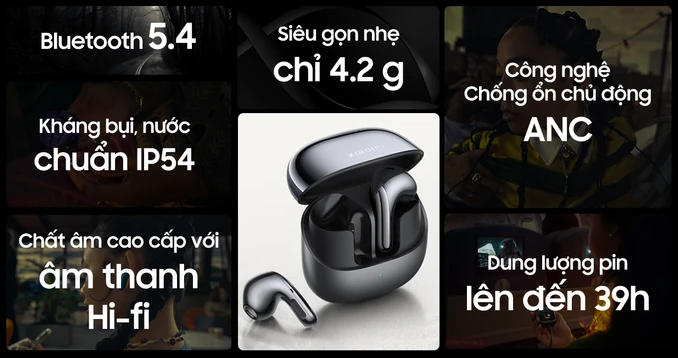 Bluetooth 5.4
Kháng bụi, nước
chuẩn IP54
Chất âm cao cấp với
âm thanh
Hi-fi
Siêu gọn nhẹ
chỉ 4.2 g
xiaomi
Công nghệ
Chống ồn chủ động
ANC
Dung lượng pin
lên đến 39h